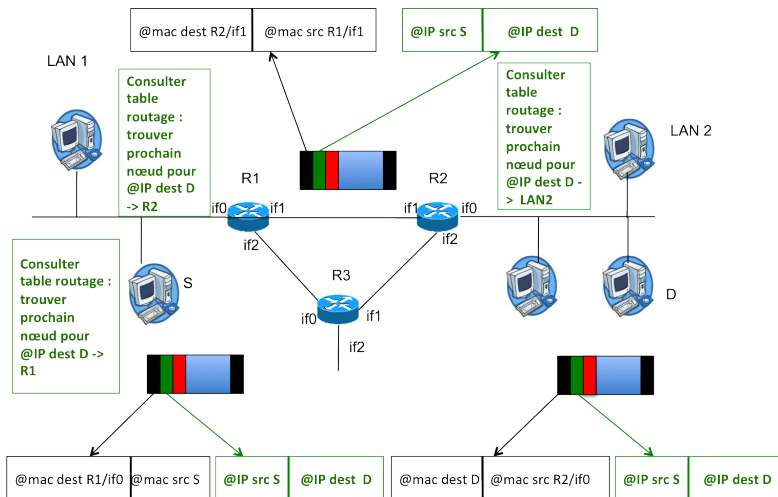 @mac dest R2/if1 @mac src R1/if1 @IP src S @IP dest D
LAN 1
Consulter
table
routage :
trouver
prochain
nœud pour
@IP dest D
-> R2
Consulter
table
routage :
trouver
prochain
nœud pour
@IP dest D -
> LAN2
LAN 2
R1
R2
if0
if1
if2
if1
if0
if2
R3
if0
if1
if2
Consulter
table routage :
trouver
prochain
nœud pour
@IP dest D ->
R1
S
D
@mac dest R1/if0 @mac src S @IP src S @IP dest D
@mac dest D @mac src R2/if0 @IP src S @IP dest D